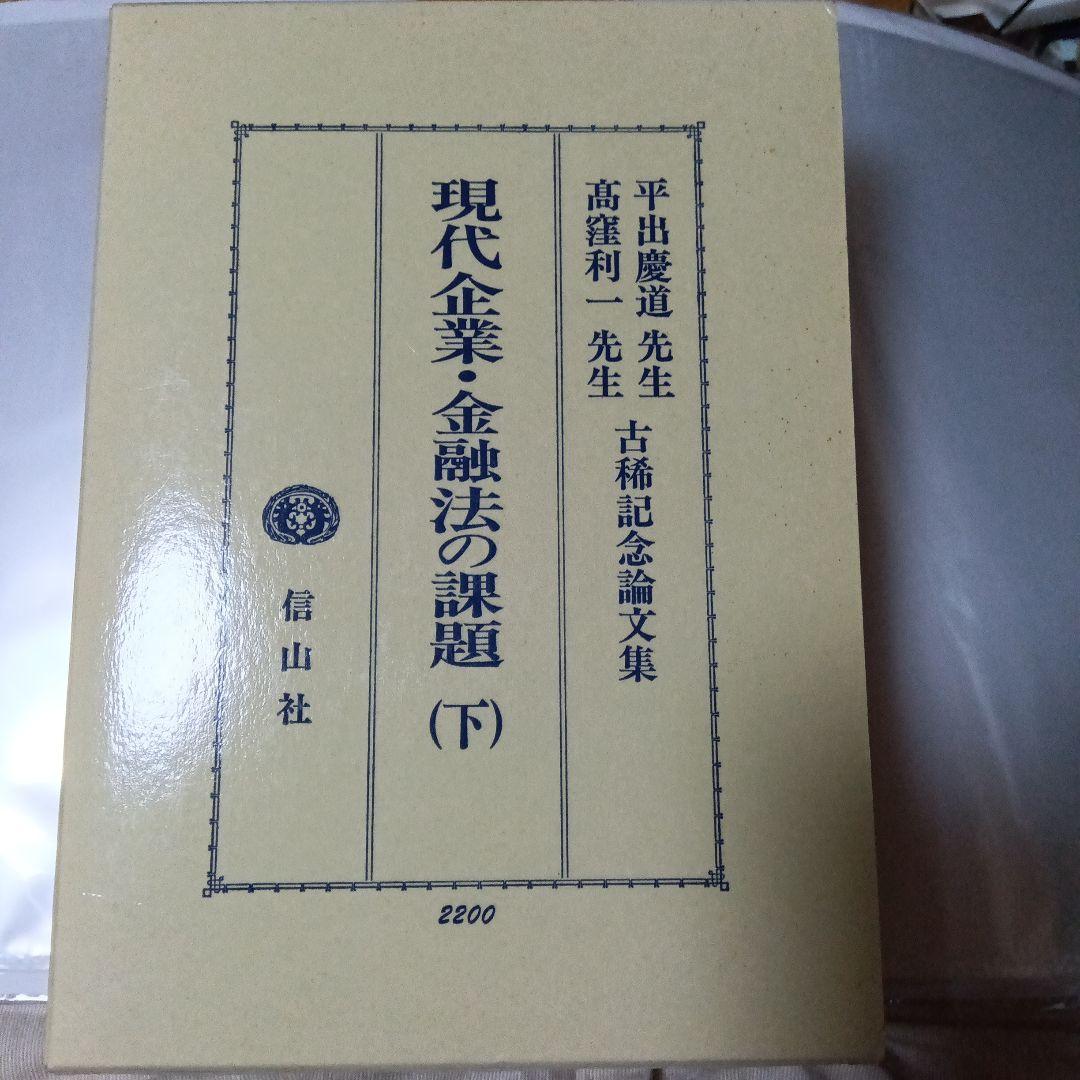 平出慶道 先生
髙窪利一 先生
古稀記念論文集
現代企業・金融法の課題(下)
信山社
2200